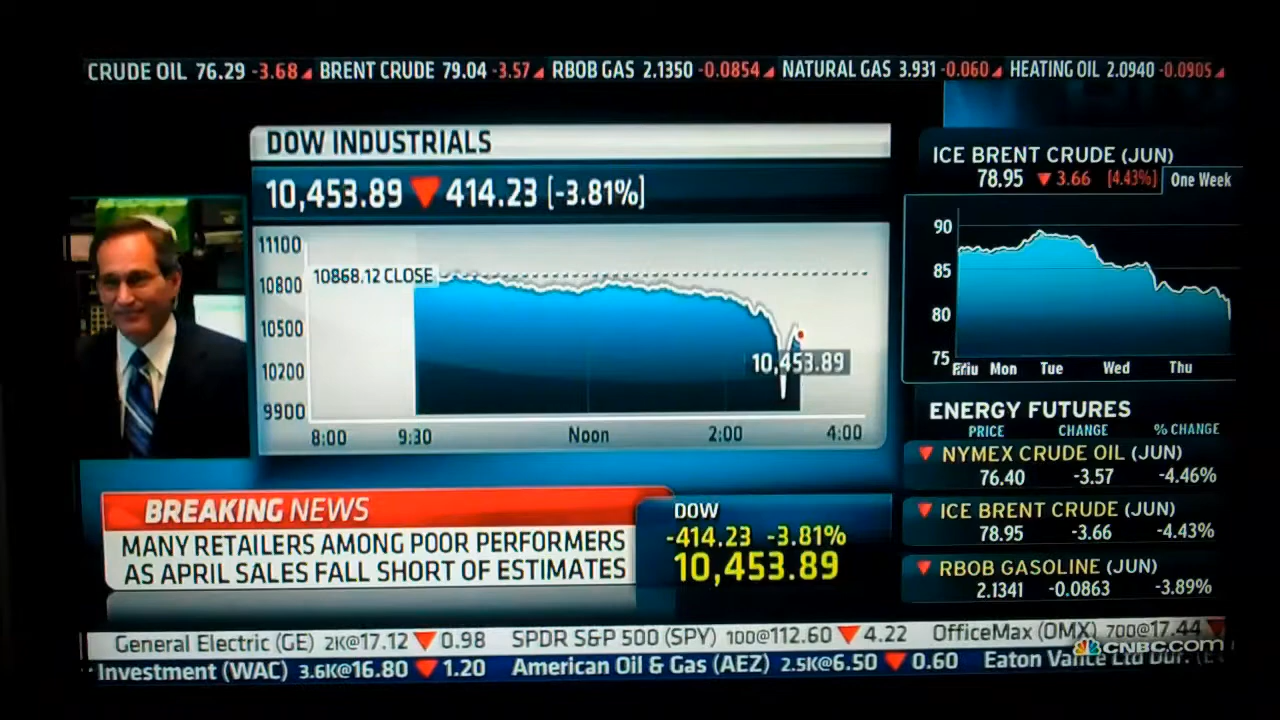 CRUDE OIL 76.29 -3.68 BRENT CRUDE 79.04 -3.57 RBOB GAS 2.1350 -0.0854 NATURAL GAS 3.931 -0.060 HEATING OIL 2.0940 -0.0905
DOW INDUSTRIALS
10,453.89 414.23 [-3.81%]
11100
10868.12 CLOSE
10800
10500
10200
9900
10,453.89
8:00 9:30 Noon 2:00 4:00
ICE BRENT CRUDE (JUN)
78.95 3.66 [4.43%] One Week
90
85
80
75
Mon Tue Wed Thu
ENERGY FUTURES
PRICE CHANGE % CHANGE
NYMEX CRUDE OIL (JUN)
76.40 -3.57 -4.46%
ICE BRENT CRUDE (JUN)
78.95 -3.66 -4.43%
RBOB GASOLINE (JUN)
2.1341 -0.0863 -3.89%
BREAKING NEWS
MANY RETAILERS AMONG POOR PERFORMERS
AS APRIL SALES FALL SHORT OF ESTIMATES
DOW
-414.23 -3.81%
10,453.89
General Electric (GE) 2K@17.12 0.98 SPDR S&P 500 (SPY) 100@112.60 4.22 OfficeMax (OMX) 700@17.44
Investment (WAC) 3.6K@16.80 1.20 American Oil & Gas (AEZ) 2.5K@6.50 0.60 Eaton Vance Ltd Dur.
CNBC.com